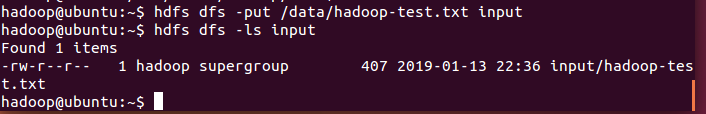 hadoop@ubuntu:~$ hdfs dfs -put /data/hadoop-test.txt input
hadoop@ubuntu:~$ hdfs dfs -ls input
Found 1 items
-rw-r--r--   1 hadoop supergroup        407 2019-01-13 22:36 input/hadoop-tes
t.txt
hadoop@ubuntu:~$